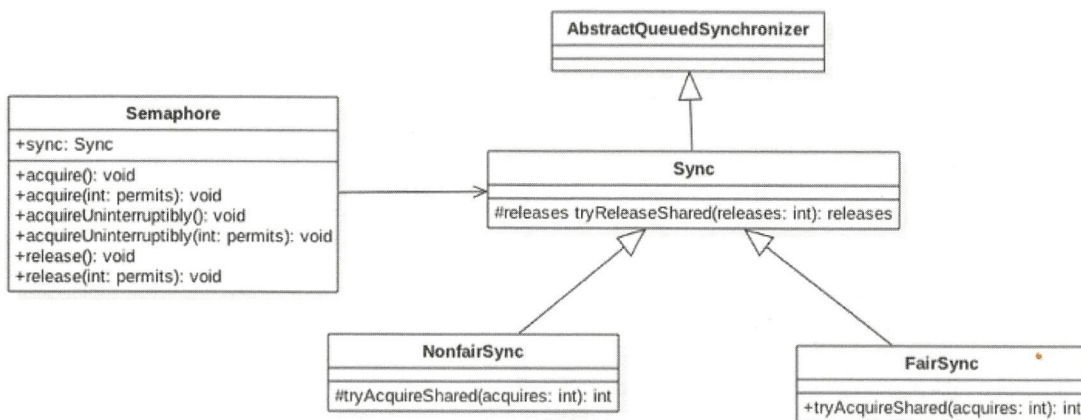 AbstractQueuedSynchronizer
Semaphore
+sync: Sync
+acquire(): void
+acquire(int: permits): void
+acquireUninterruptibly(): void
+acquireUninterruptibly(int: permits): void
+release(): void
+release(int: permits): void
Sync
#releases tryReleaseShared(releases: int): releases
NonfairSync
#tryAcquireShared(acquires: int): int
FairSync
+tryAcquireShared(acquires: int): int